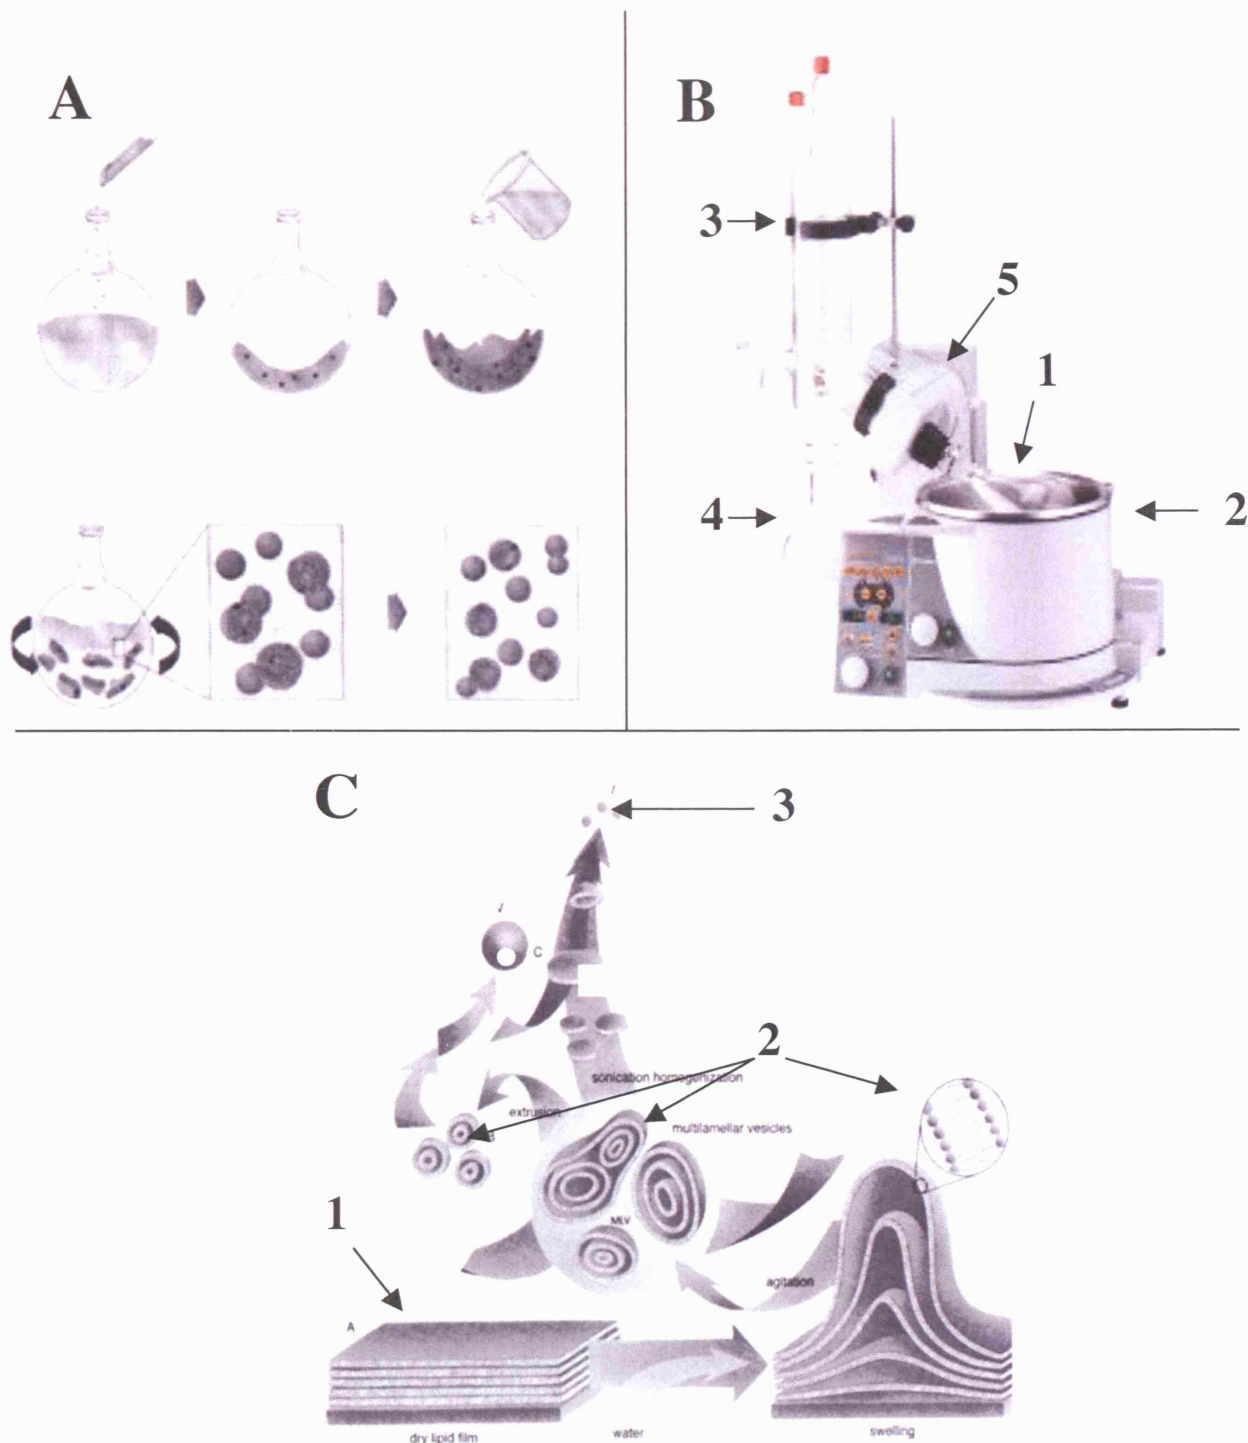 A
B
3
5
1
4
2
C
3
C
2
sonication homogenization
extrusion
B
multilamellar vesicles
1
MLV
agitation
A
dry lipid film
water
swelling